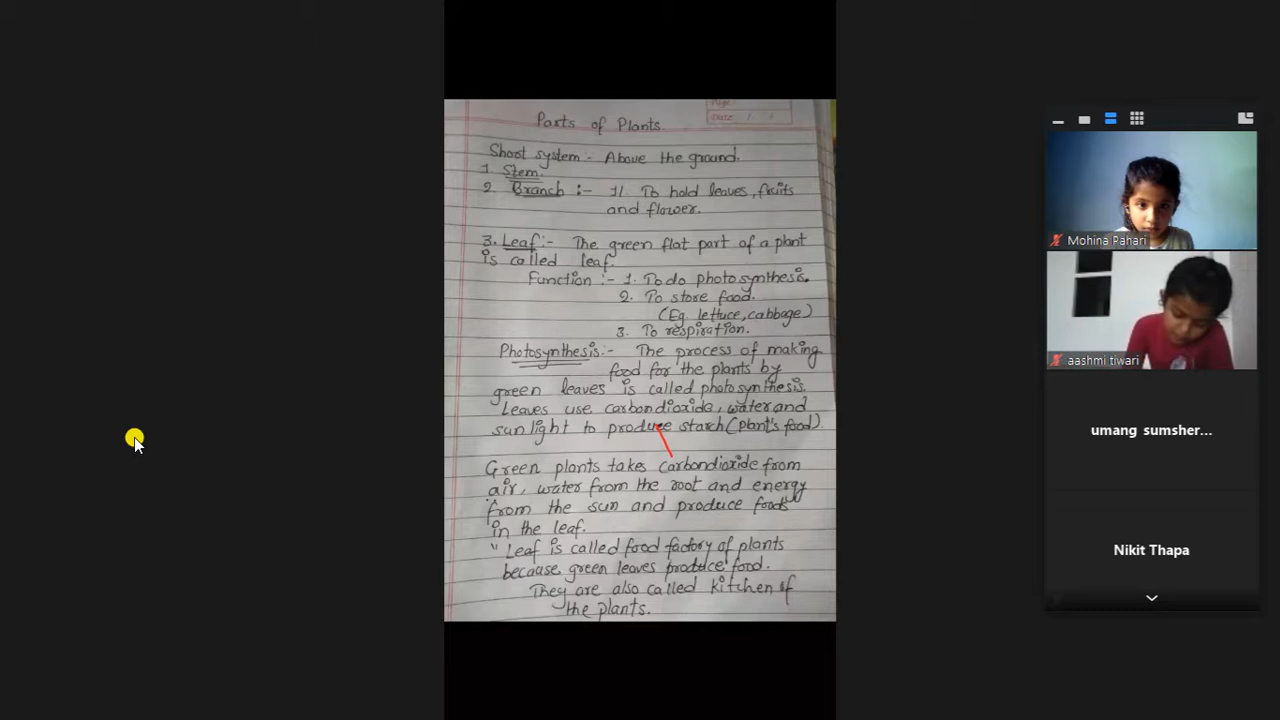 Page:
Date: / /
Parts of Plants
Shoot system:- Above the ground.
1. Stem.
2. Branch :- 1/. To hold leaves, fruits
and flower.
3. Leaf:- The green flat part of a plant
is called leaf.
Function :- 1. To do photosynthesis.
2. To store food.
(Eg. lettuce, cabbage)
3. To respiration.
Photosynthesis:- The process of making
food for the plants by
green leaves is called photosynthesis.
Leaves use carbondioxide, water and
sunlight to produce starch (plant's food).
Green plants takes carbondioxide from
air, water from the root and energy
from the sun and produce foods
in the leaf.
" Leaf is called food factory of plants
because green leaves produce food.
They are also called kitchen of
the plants.
Mohina Pahari
aashmi tiwari
umang sumsher...
Nikit Thapa